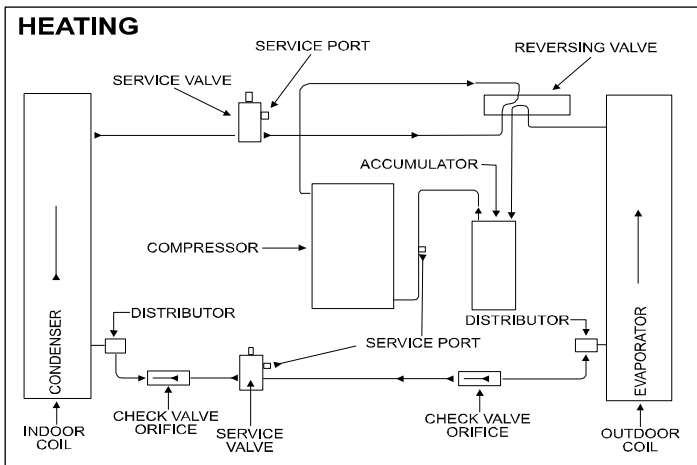 HEATING
SERVICE PORT
REVERSING VALVE
SERVICE VALVE
ACCUMULATOR
COMPRESSOR
DISTRIBUTOR
DISTRIBUTOR
CONDENSER
EVAPORATOR
SERVICE PORT
INDOOR
COIL
CHECK VALVE
ORIFICE
SERVICE
VALVE
CHECK VALVE
ORIFICE
OUTDOOR
COIL